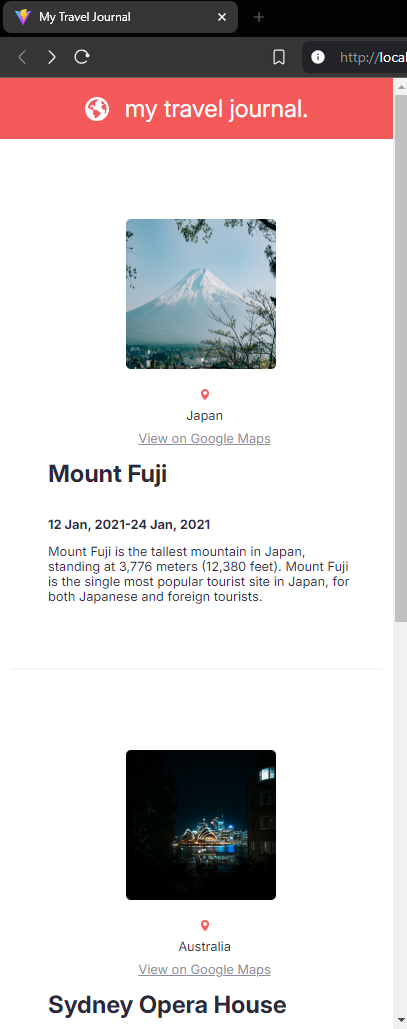 My Travel Journal
http://local
my travel journal.
Japan
View on Google Maps
Mount Fuji
12 Jan, 2021-24 Jan, 2021
Mount Fuji is the tallest mountain in Japan,
standing at 3,776 meters (12,380 feet). Mount Fuji
is the single most popular tourist site in Japan, for
both Japanese and foreign tourists.
Australia
View on Google Maps
Sydney Opera House